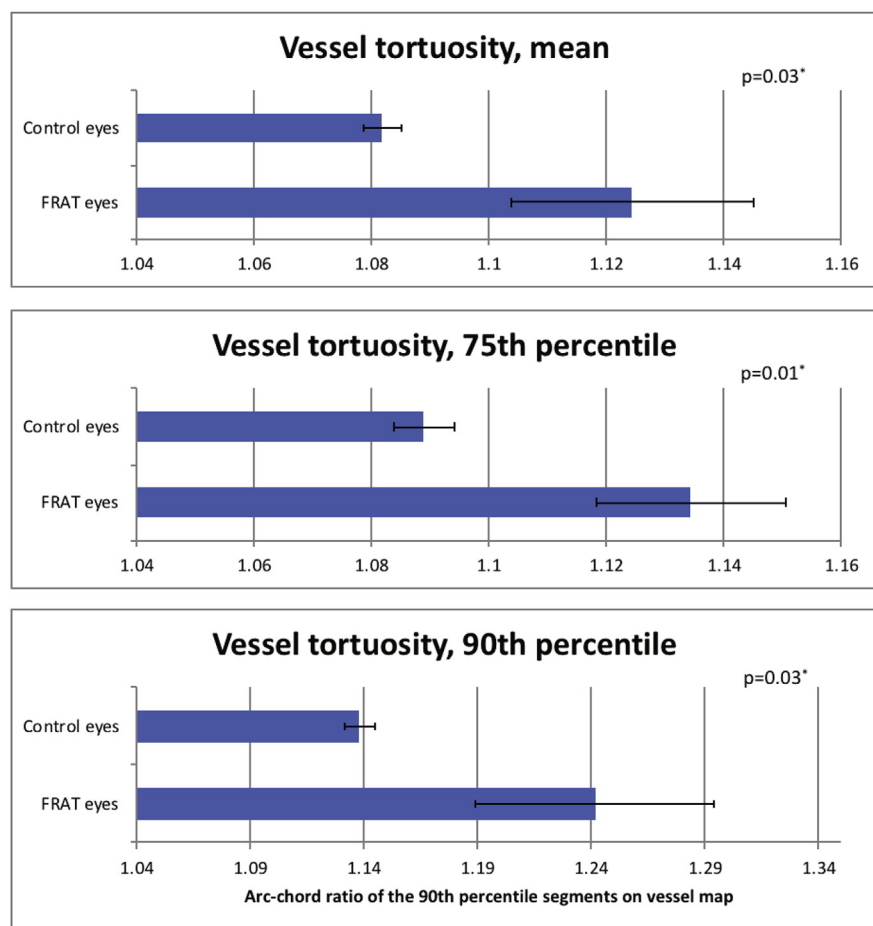 Vessel tortuosity, mean
p=0.03*
Control eyes
FRAT eyes
1.04 1.06 1.08 1.1 1.12 1.14 1.16
Vessel tortuosity, 75th percentile
p=0.01*
Control eyes
FRAT eyes
1.04 1.06 1.08 1.1 1.12 1.14 1.16
Vessel tortuosity, 90th percentile
p=0.03*
Control eyes
FRAT eyes
1.04 1.09 1.14 1.19 1.24 1.29 1.34
Arc-chord ratio of the 90th percentile segments on vessel map